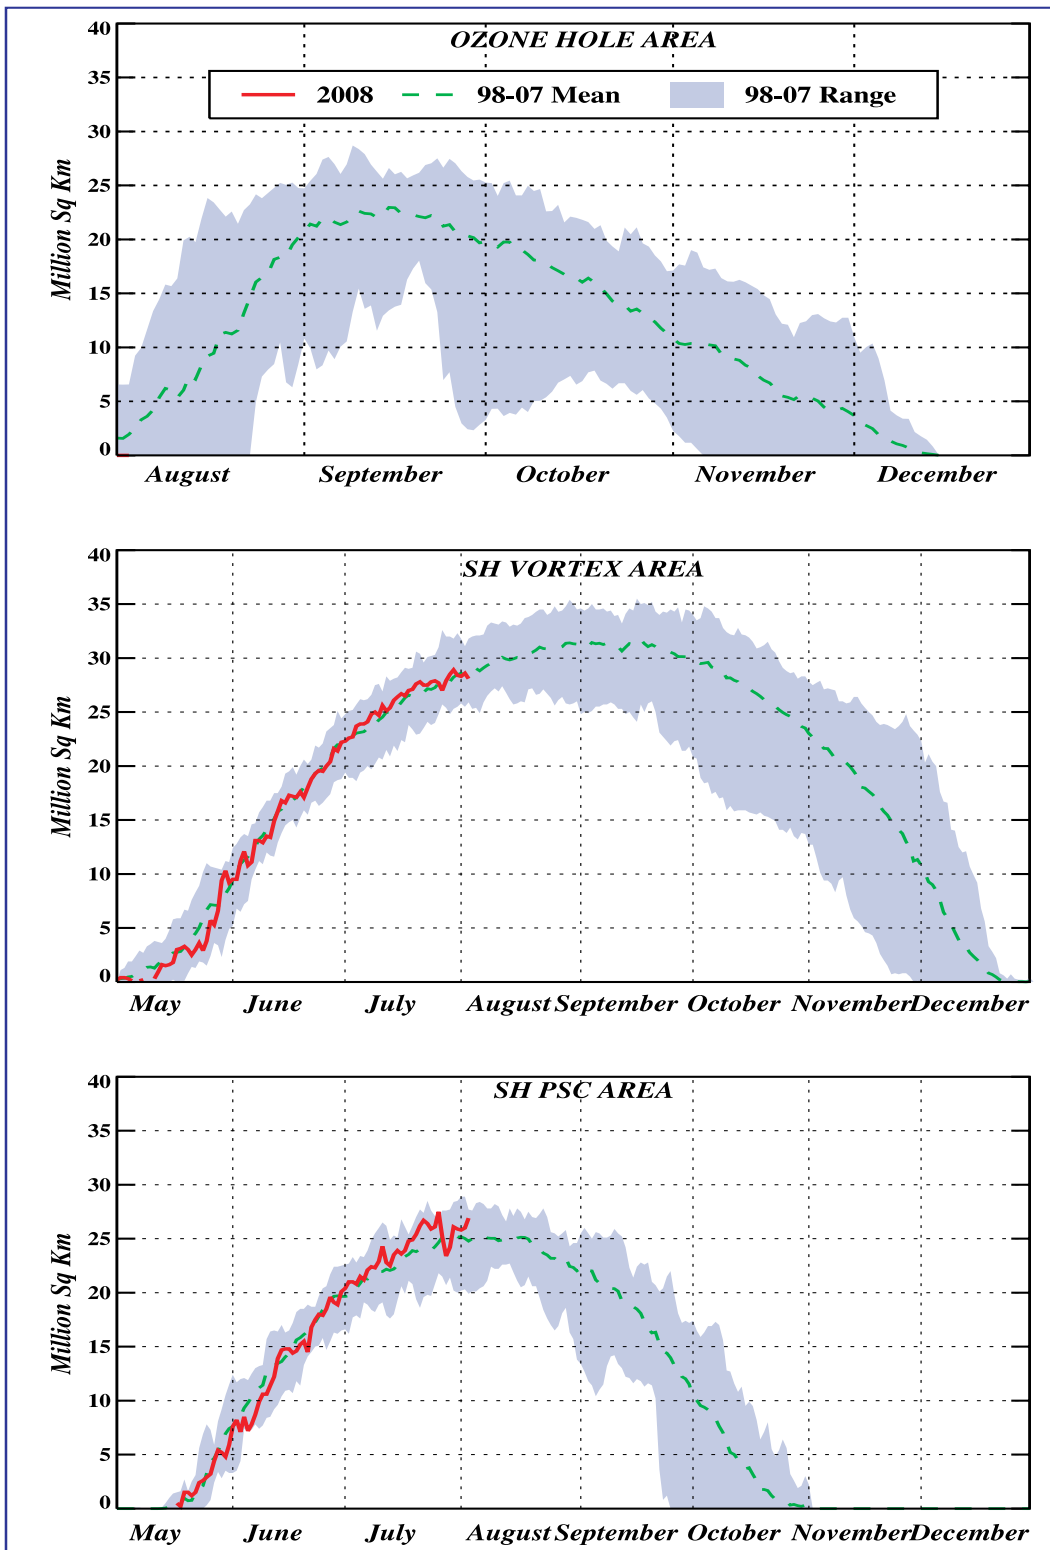 OZONE HOLE AREA
2008 98-07 Mean 98-07 Range
40
35
30
25
20
15
10
5
0
Million Sq Km
August September October November December
SH VORTEX AREA
40
35
30
25
20
15
10
5
0
Million Sq Km
May June July August September October November December
SH PSC AREA
40
35
30
25
20
15
10
5
0
Million Sq Km
May June July August September October November December